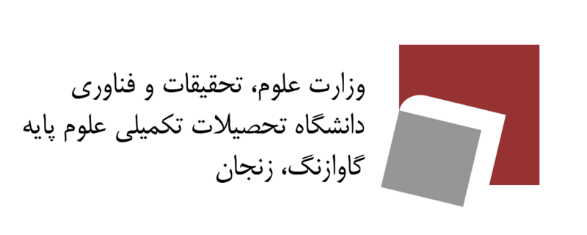 وزارت علوم، تحقیقات و فناوری
دانشگاه تحصیلات تکمیلی علوم پایه
گاوازنگ، زنجان